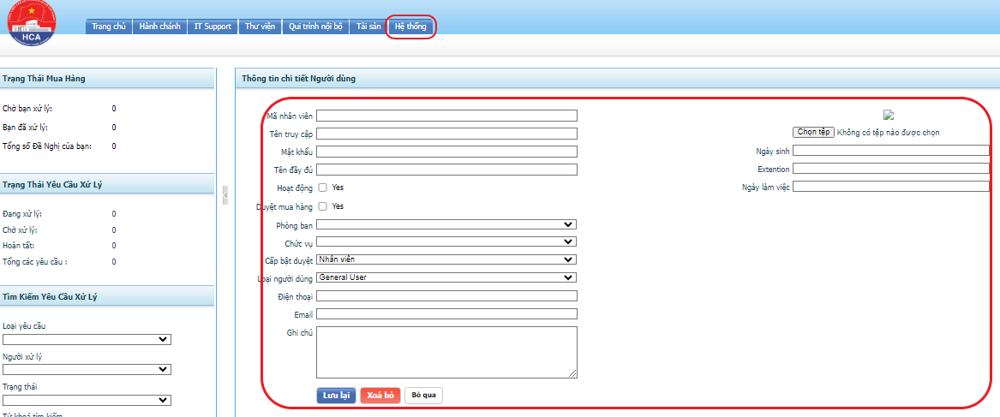 HCA
Trang chủ Hành chánh IT Support Thư viện Qui trình nội bộ Tài sản Hệ thống
Trạng Thái Mua Hàng
Chờ bạn xử lý: 0
Bạn đã xử lý: 0
Tổng số Đề Nghị của bạn: 0
Trạng Thái Yêu Cầu Xử Lý
Đang xử lý: 0
Chờ xử lý: 0
Hoàn tất: 0
Tổng các yêu cầu : 0
Tìm Kiếm Yêu Cầu Xử Lý
Loại yêu cầu
Người xử lý
Trạng thái
Từ khoá tìm kiếm
Thông tin chi tiết Người dùng
Mã nhân viên
Tên truy cập
Mật khẩu
Tên đầy đủ
Hoạt động Yes
Duyệt mua hàng Yes
Phòng ban
Chức vụ
Cấp bật duyệt Nhân viên
Loại người dùng General User
Điện thoại
Email
Ghi chú
Lưu lại Xoá bỏ Bỏ qua
Chọn tệp Không có tệp nào được chọn
Ngày sinh
Extention
Ngày làm việc